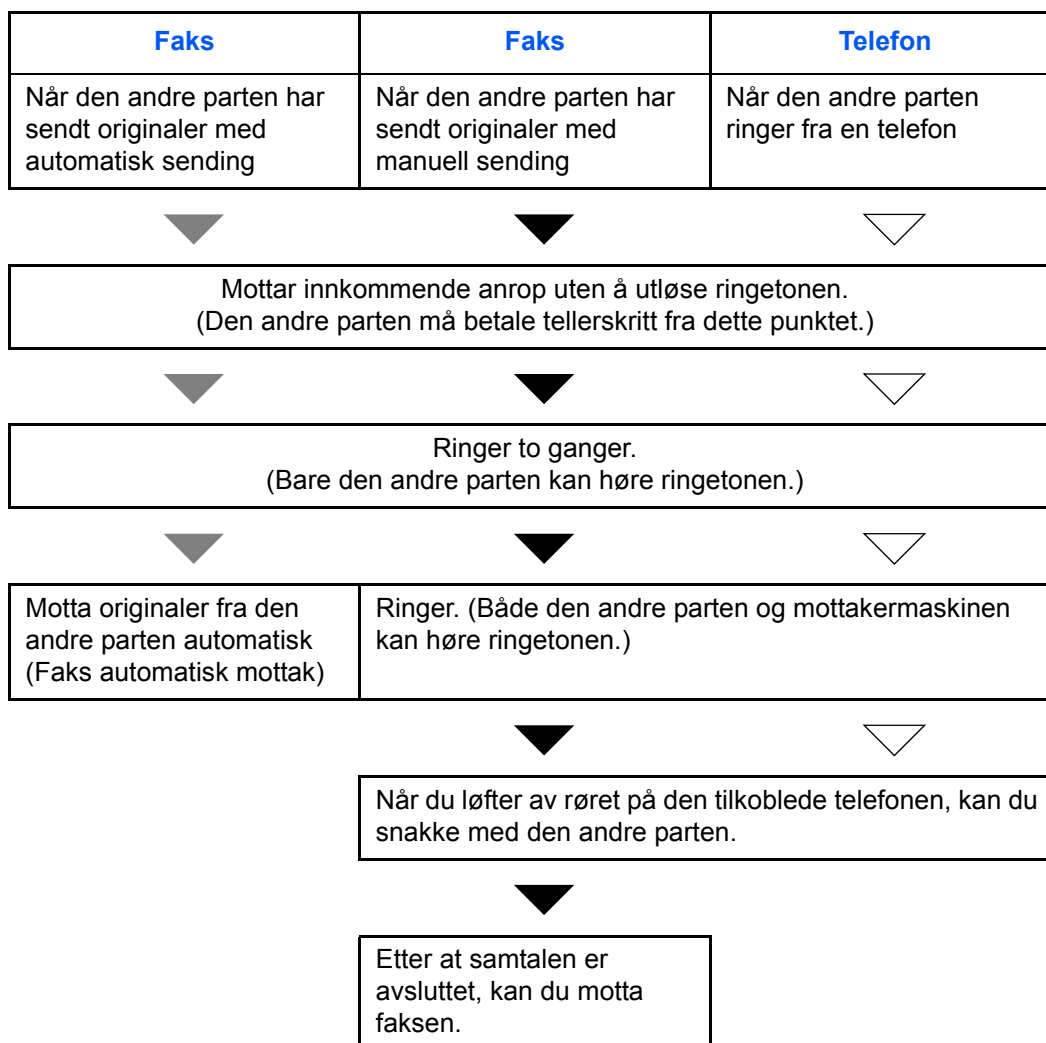 Faks
Faks
Telefon
Når den andre parten har
sendt originaler med
automatisk sending
Når den andre parten har
sendt originaler med
manuell sending
Når den andre parten
ringer fra en telefon
Mottar innkommende anrop uten å utløse ringetonen.
(Den andre parten må betale tellerskritt fra dette punktet.)
Ringer to ganger.
(Bare den andre parten kan høre ringetonen.)
Motta originaler fra den
andre parten automatisk
(Faks automatisk mottak)
Ringer. (Både den andre parten og mottakermaskinen
kan høre ringetonen.)
Når du løfter av røret på den tilkoblede telefonen, kan du
snakke med den andre parten.
Etter at samtalen er
avsluttet, kan du motta
faksen.